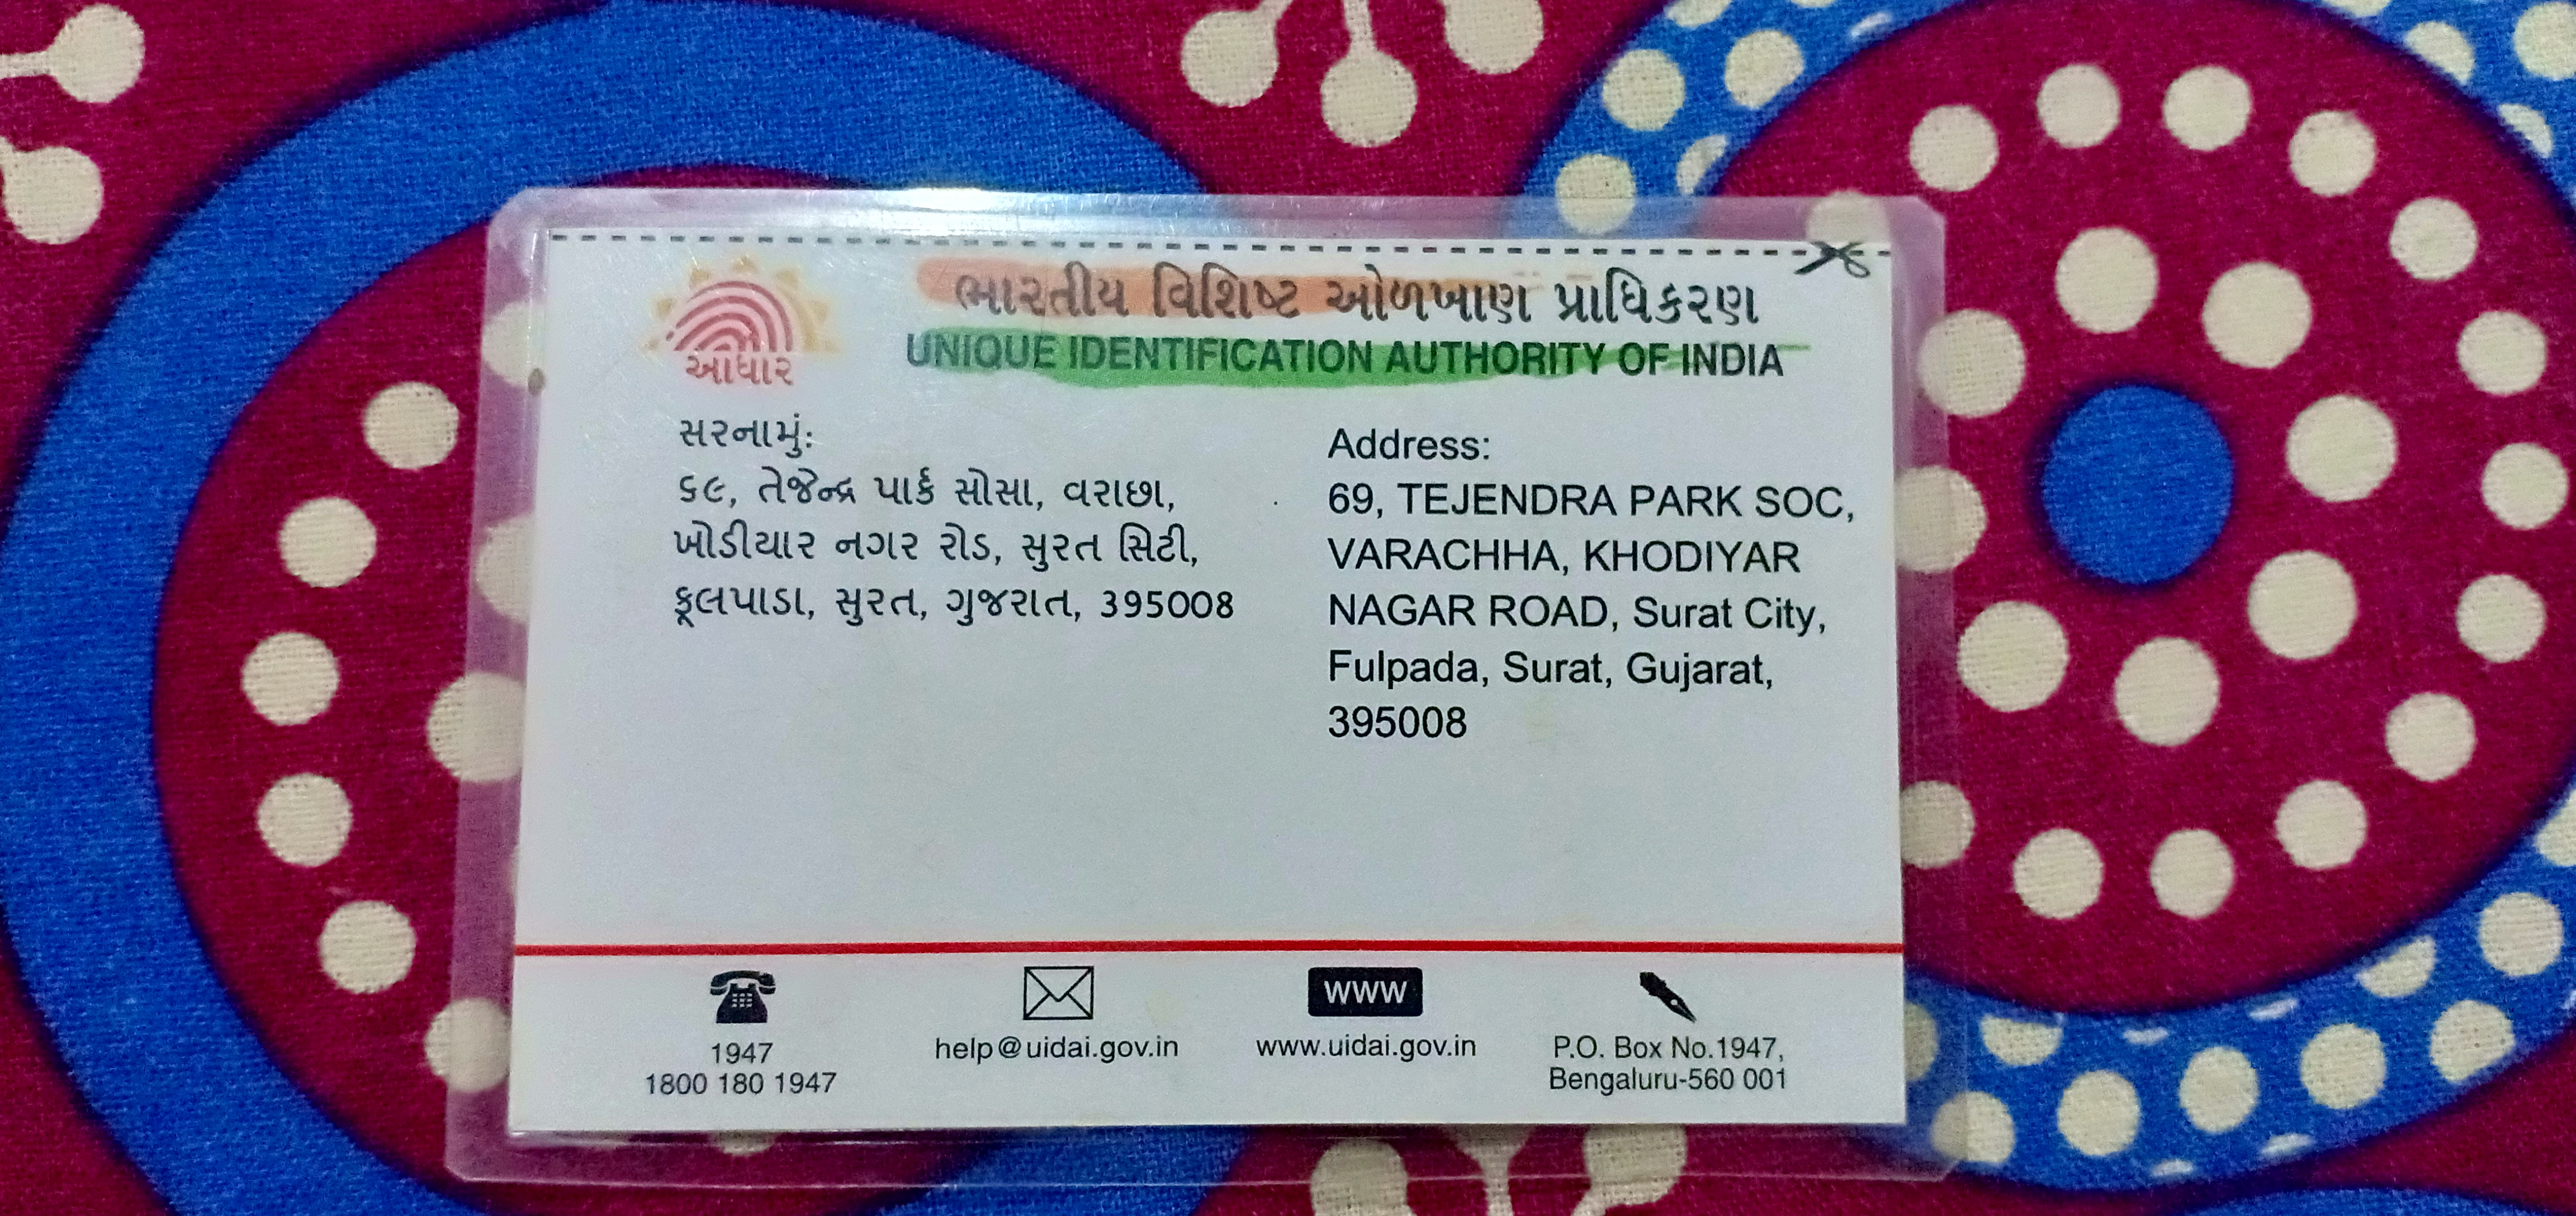 ભારતીય વિશિષ્ટ ઓળખાણ પ્રાધિકરણ
UNIQUE IDENTIFICATION AUTHORITY OF INDIA
આધાર
સરનામું:
૬૯, તેજેન્દ્ર પાર્ક સોસા, વરાછા,
ખોડીયાર નગર રોડ, સુરત સિટી,
ફૂલપાડા, સુરત, ગુજરાત, 395008
Address:
69, TEJENDRA PARK SOC,
VARACHHA, KHODIYAR
NAGAR ROAD, Surat City,
Fulpada, Surat, Gujarat,
395008
1947
1800 180 1947
help@uidai.gov.in
WWW
www.uidai.gov.in
P.O. Box No.1947,
Bengaluru-560 001